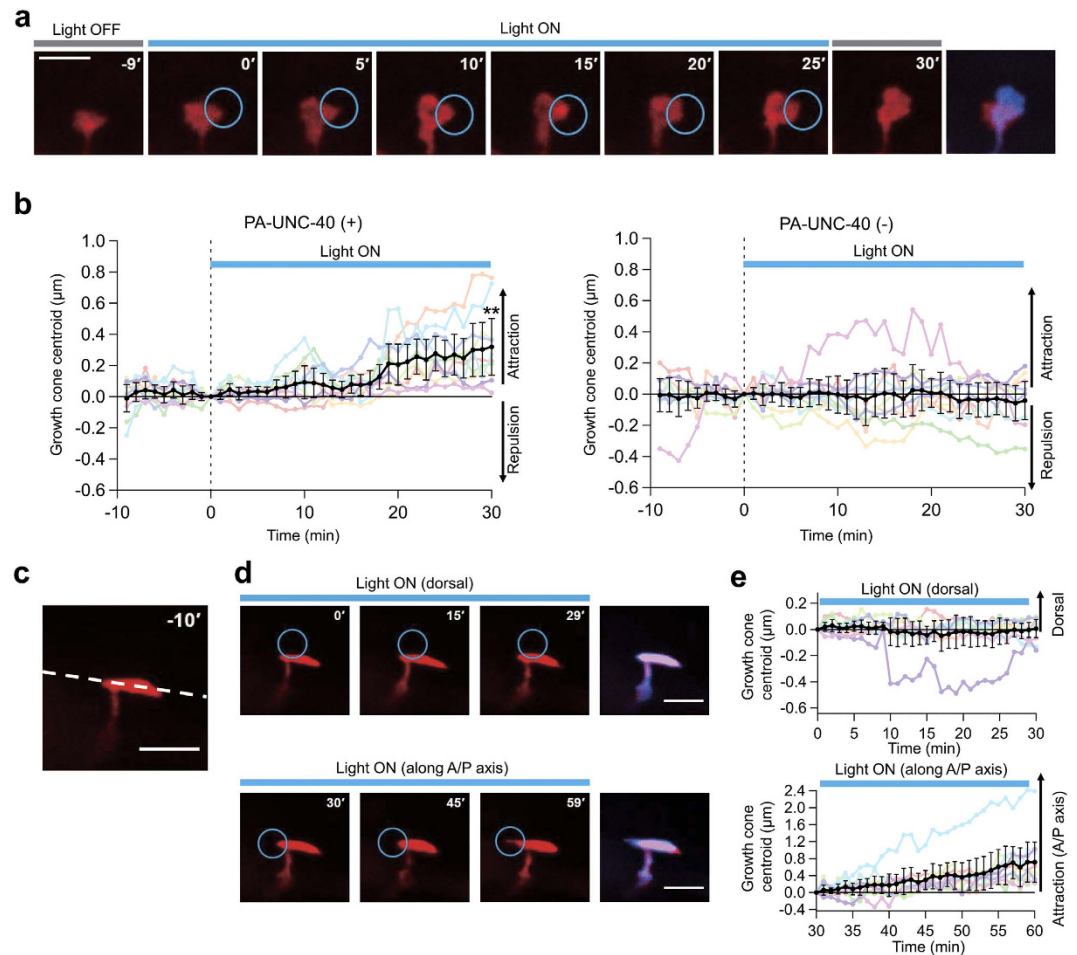 a
Light OFF
Light ON
-9′
0′
5′
10′
15′
20′
25′
30′
b
PA-UNC-40 (+)
Light ON
Growth cone centroid (µm)
1.0
0.8
0.6
0.4
0.2
0.0
-0.2
-0.4
-0.6
-10
0
10
20
30
Time (min)
**
Attraction
Repulsion
PA-UNC-40 (-)
Light ON
Growth cone centroid (µm)
1.0
0.8
0.6
0.4
0.2
0.0
-0.2
-0.4
-0.6
-10
0
10
20
30
Time (min)
Attraction
Repulsion
c
-10′
d
Light ON (dorsal)
0′
15′
29′
Light ON (along A/P axis)
30′
45′
59′
e
Light ON (dorsal)
Growth cone
centroid (µm)
0.2
0.0
-0.2
-0.4
-0.6
0
5
10
15
20
25
30
Time (min)
Dorsal
Light ON (along A/P axis)
Growth cone
centroid (µm)
2.4
2.0
1.6
1.2
0.8
0.4
0.0
-0.4
30
35
40
45
50
55
60
Time (min)
Attraction (A/P axis)